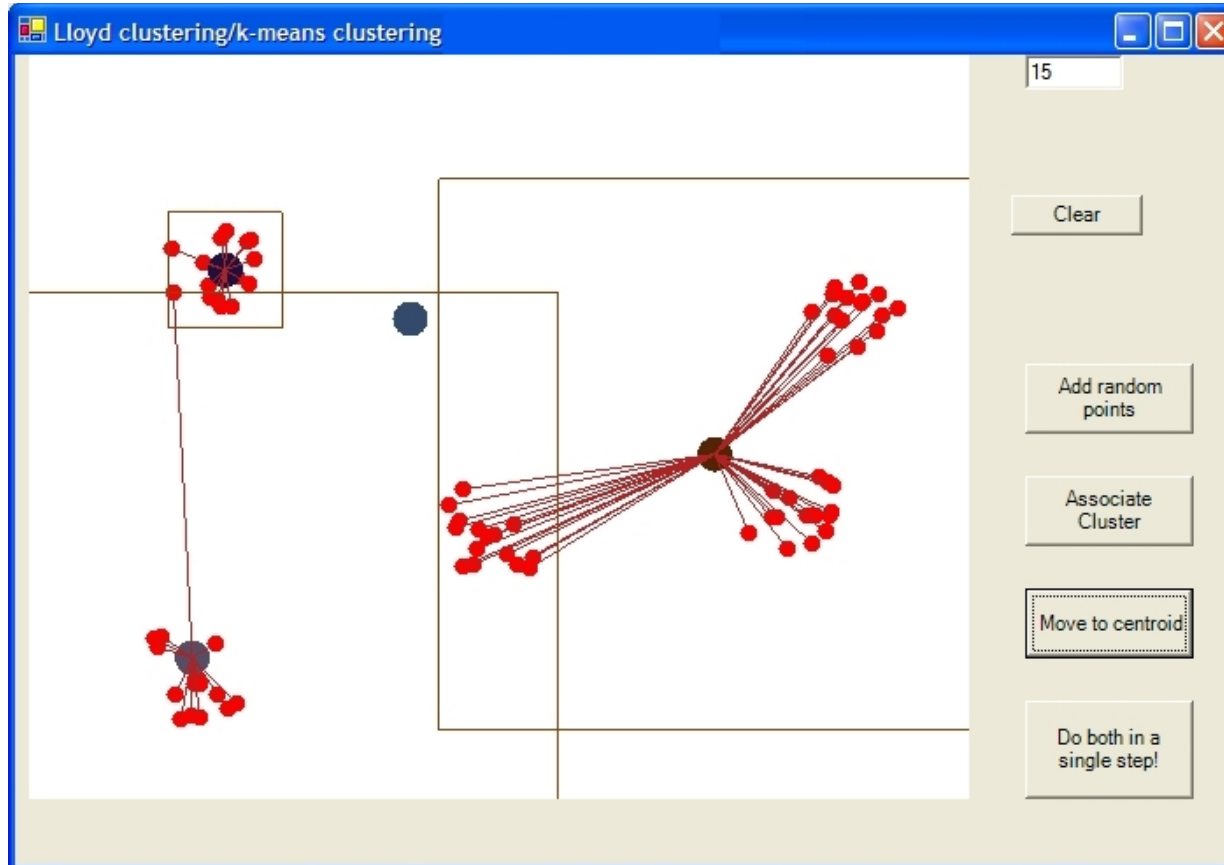 Lloyd clustering/k-means clustering
15
Clear
Add random
points
Associate
Cluster
Move to centroid
Do both in a
single step!